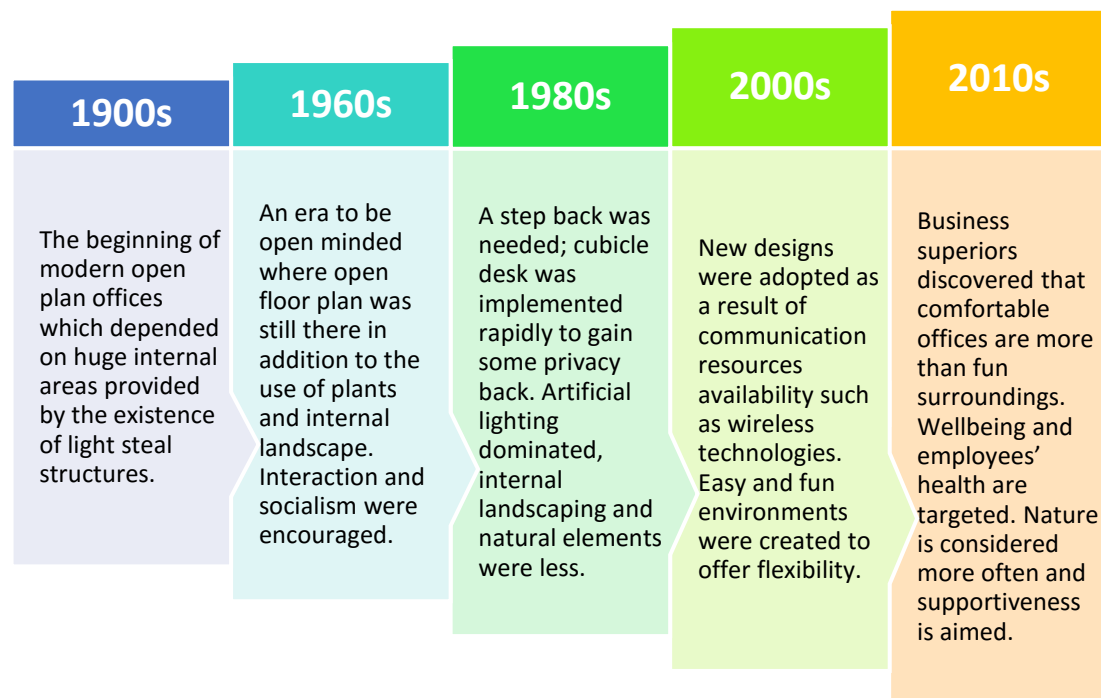 1900s
The beginning of
modern open
plan offices
which depended
on huge internal
areas provided
by the existence
of light steal
structures.
1960s
An era to be
open minded
where open
floor plan was
still there in
addition to the
use of plants
and internal
landscape.
Interaction and
socialism were
encouraged.
1980s
A step back was
needed; cubicle
desk was
implemented
rapidly to gain
some privacy
back. Artificial
lighting
dominated,
internal
landscaping and
natural elements
were less.
2000s
New designs
were adopted as
a result of
communication
resources
availability such
as wireless
technologies.
Easy and fun
environments
were created to
offer flexibility.
2010s
Business
superiors
discovered that
comfortable
offices are more
than fun
surroundings.
Wellbeing and
employees’
health are
targeted. Nature
is considered
more often and
supportiveness
is aimed.